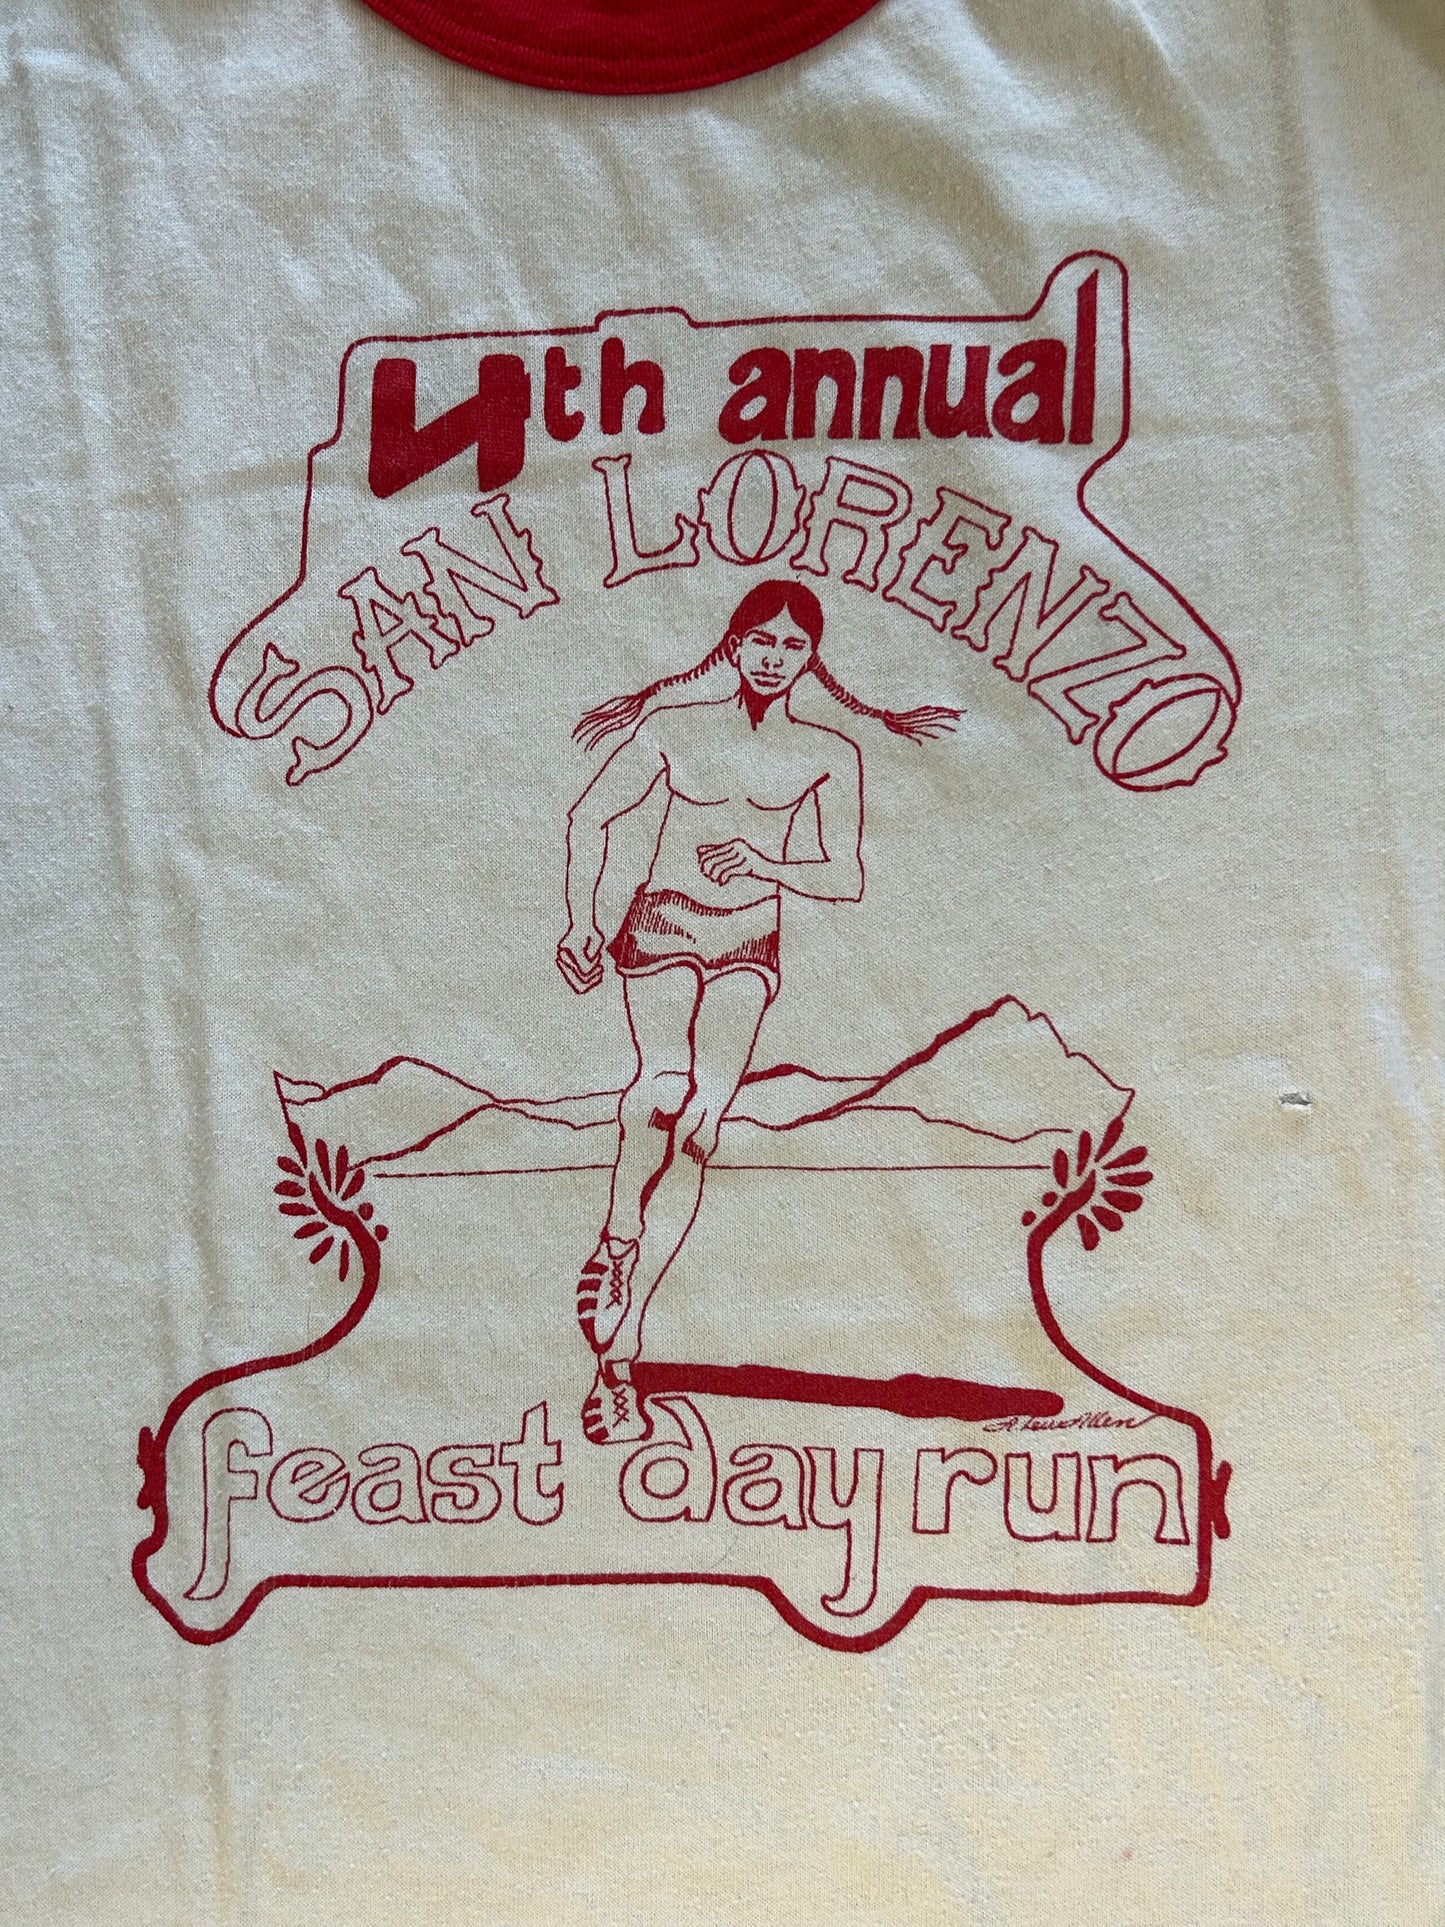 4th annual
SAN LORENZO
feast day run